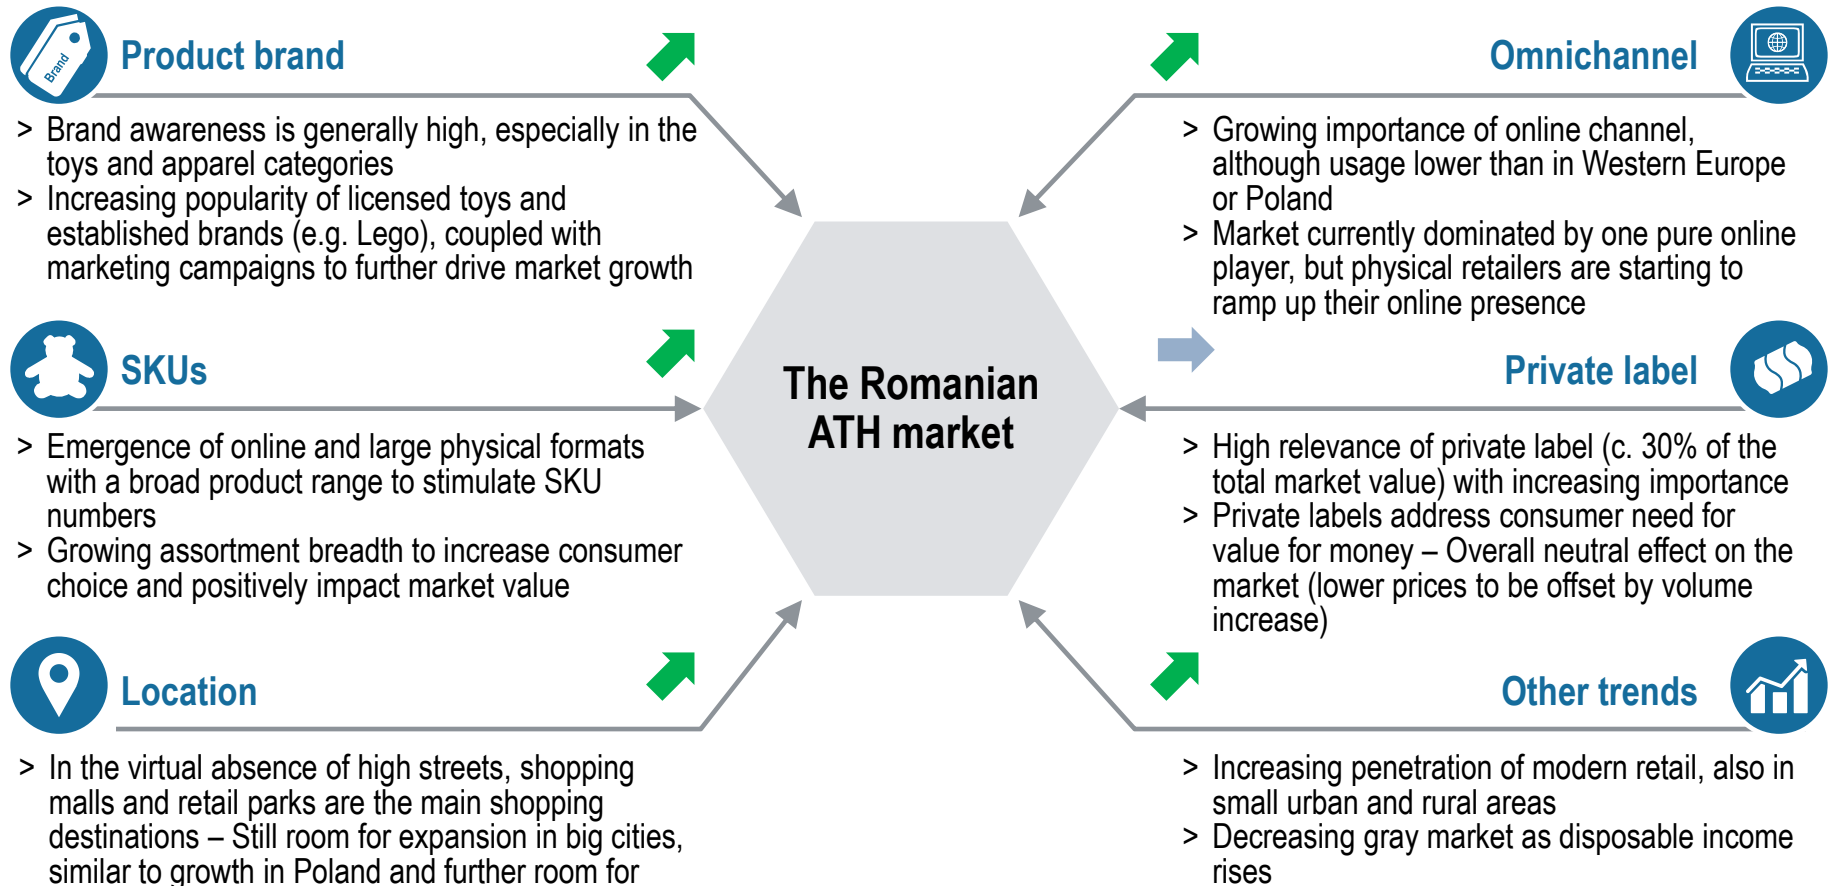 Brand
Product brand
> Brand awareness is generally high, especially in the
toys and apparel categories
> Increasing popularity of licensed toys and
established brands (e.g. Lego), coupled with
marketing campaigns to further drive market growth
SKUs
> Emergence of online and large physical formats
with a broad product range to stimulate SKU
numbers
> Growing assortment breadth to increase consumer
choice and positively impact market value
Location
> In the virtual absence of high streets, shopping
malls and retail parks are the main shopping
destinations – Still room for expansion in big cities,
similar to growth in Poland and further room for
The Romanian
ATH market
Omnichannel
> Growing importance of online channel,
although usage lower than in Western Europe
or Poland
> Market currently dominated by one pure online
player, but physical retailers are starting to
ramp up their online presence
Private label
> High relevance of private label (c. 30% of the
total market value) with increasing importance
> Private labels address consumer need for
value for money – Overall neutral effect on the
market (lower prices to be offset by volume
increase)
Other trends
> Increasing penetration of modern retail, also in
small urban and rural areas
> Decreasing gray market as disposable income
rises